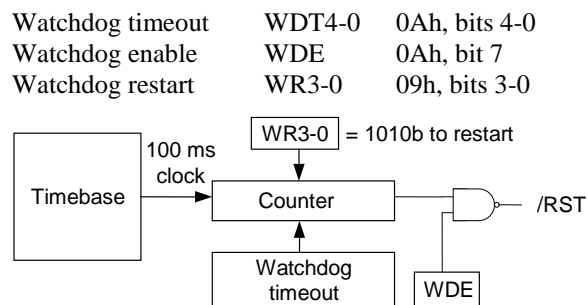 Watchdog timeout WDT4-0 0Ah, bits 4-0
Watchdog enable WDE 0Ah, bit 7
Watchdog restart WR3-0 09h, bits 3-0
WR3-0 = 1010b to restart
100 ms
clock
Timebase
Counter
/RST
Watchdog
timeout
WDE